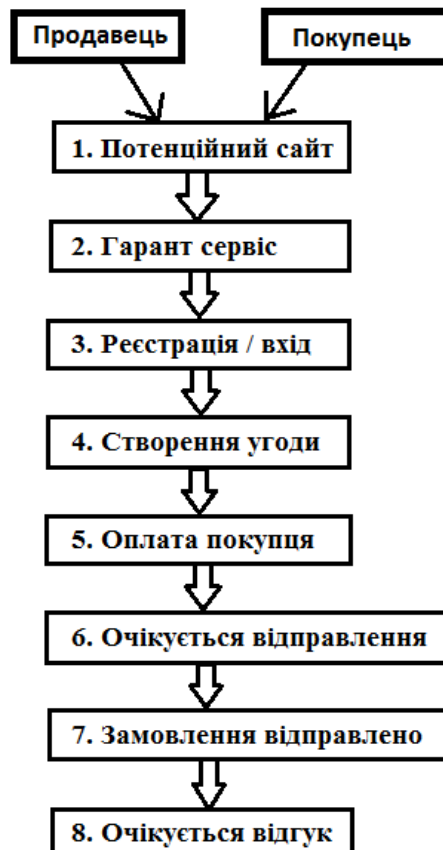 Продавець
Покупець
1. Потенційний сайт
2. Гарант сервіс
3. Реєстрація / вхід
4. Створення угоди
5. Оплата покупця
6. Очікується відправлення
7. Замовлення відправлено
8. Очікується відгук